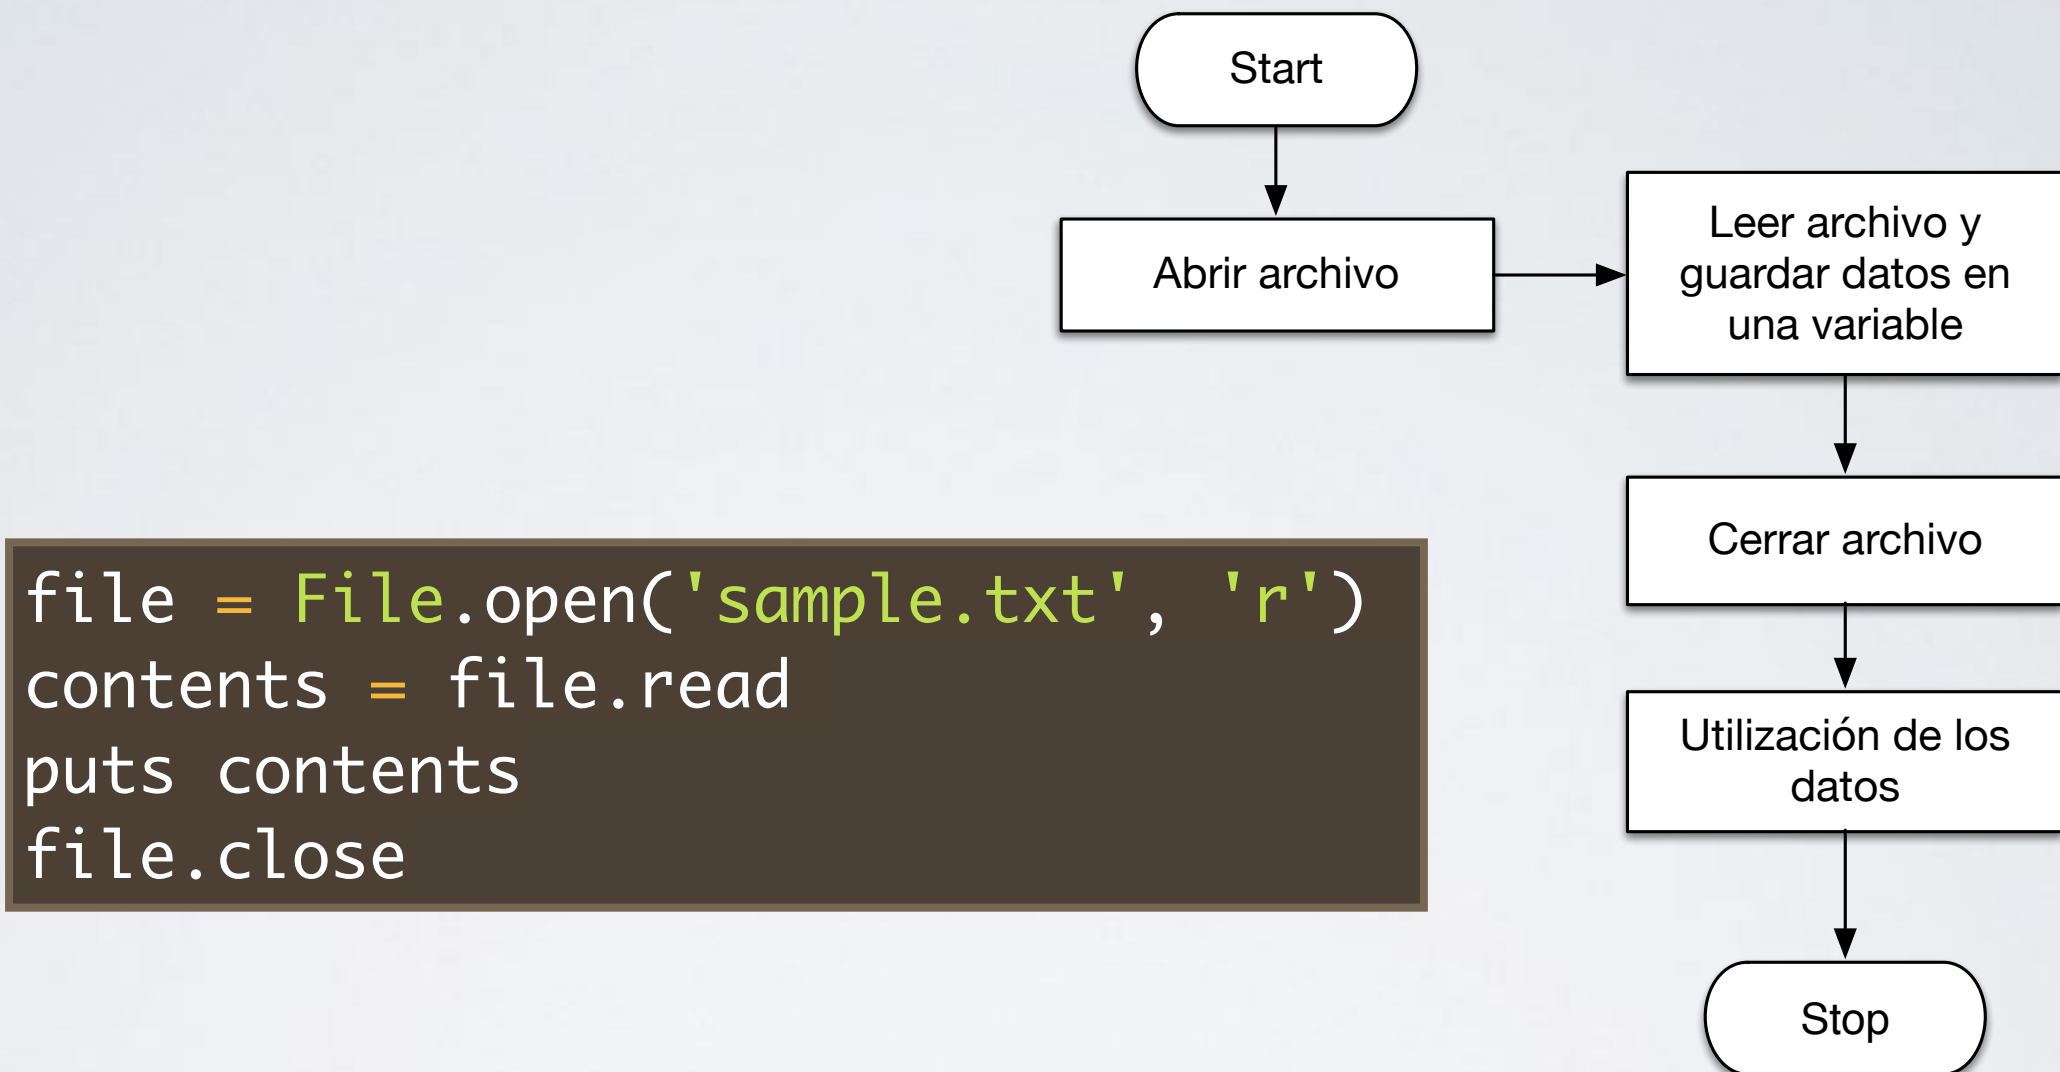 Start
Abrir archivo
Leer archivo y
guardar datos en
una variable
Cerrar archivo
Utilización de los
datos
Stop
file = File.open('sample.txt', 'r')
contents = file.read
puts contents
file.close